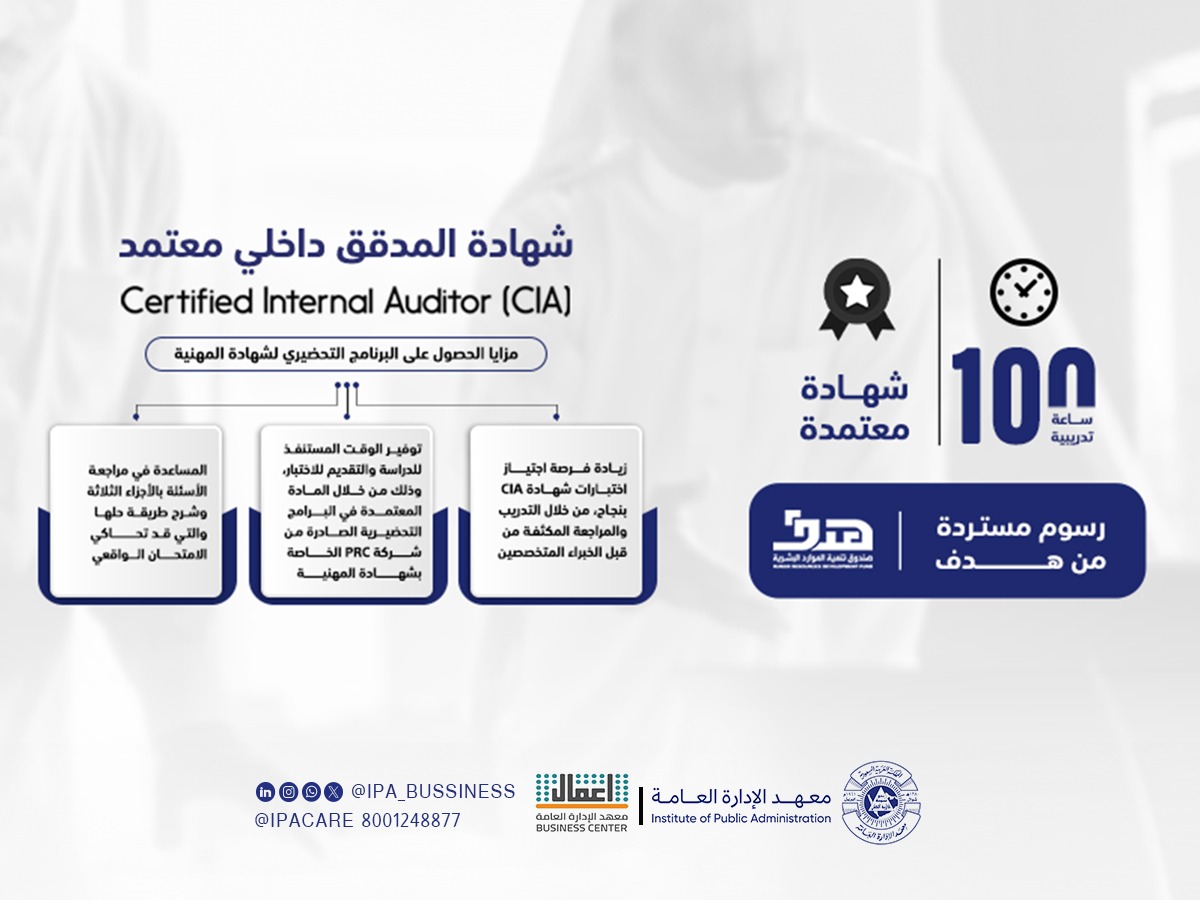 شهادة المدقق داخلي معتمد
Certified Internal Auditor (CIA)
مزايا الحصول على البرنامج التحضيري لشهادة المهنية
زيادة فرصة اجتياز
اختبارات شهادة CIA
بنجاح، من خلال التدريب
والمراجعة المكثفة من
قبل الخبراء المتخصصين
توفير الوقت المستنفذ
للدراسة والتقديم للاختبار،
وذلك من خلال المادة
المعتمدة في البرامج
التحضيرية الصادرة من
شركة PRC الخاصة
بشهادة المهنية
المساعدة في مراجعة
الأسئلة بالأجزاء الثلاثة
وشرح طريقة حلها
والتي قد تحاكي
الامتحان الواقعي
100
ساعة
تدريبية
شهادة
معتمدة
رسوم مستردة
من هدف
هدف
صندوق تنمية الموارد البشرية
HUMAN RESOURCES DEVELOPMENT FUND
معهد الإدارة العامة
Institute of Public Administration
أعمال
معهد الإدارة العامة
BUSINESS CENTER
@IPA_BUSSINESS
@IPACARE 8001248877